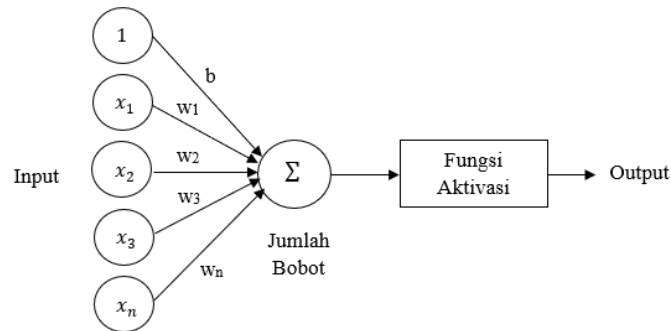 1
b
x₁
w1
x₂
w2
Input
Σ
Fungsi
Aktivasi
Output
x₃
w3
Jumlah
Bobot
xₙ
wn